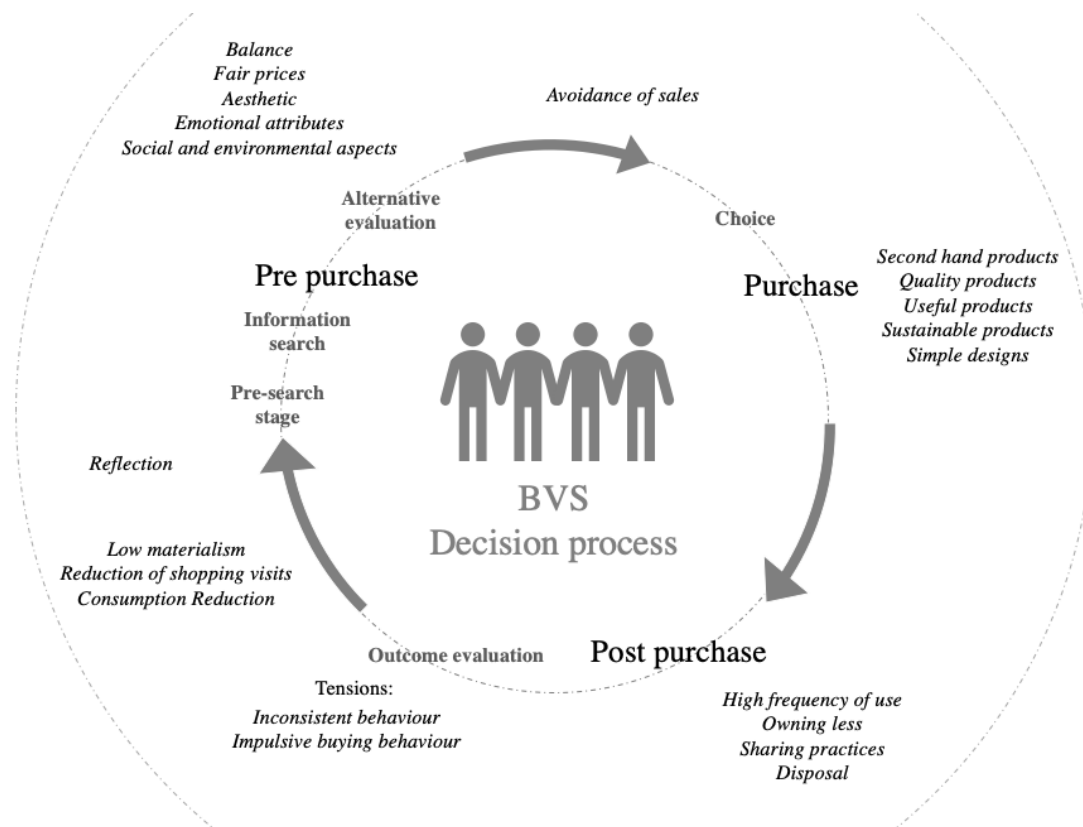 Balance
Fair prices
Aesthetic
Emotional attributes
Social and environmental aspects
Avoidance of sales
Alternative
evaluation
Choice
Pre purchase
Purchase
Second hand products
Quality products
Useful products
Sustainable products
Simple designs
Information
search
Pre-search
stage
Reflection
BVS
Decision process
Low materialism
Reduction of shopping visits
Consumption Reduction
Outcome evaluation
Post purchase
Tensions:
Inconsistent behaviour
Impulsive buying behaviour
High frequency of use
Owning less
Sharing practices
Disposal